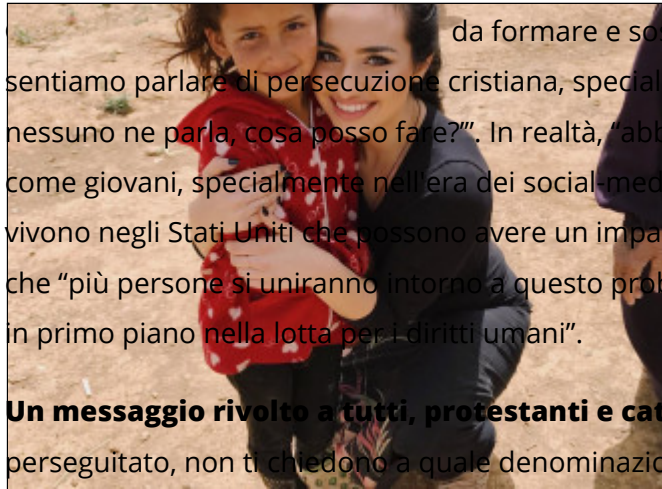 da formare e sos
sentiamo parlare di persecuzione cristiana, special
nessuno ne parla, cosa posso fare?’”. In realtà, “abb
come giovani, specialmente nell'era dei social-med
vivono negli Stati Uniti che possono avere un impa
che “più persone si uniranno intorno a questo prob
in primo piano nella lotta per i diritti umani”.
Un messaggio rivolto a tutti, protestanti e cat
perseguitato, non ti chiedono a quale denominazio